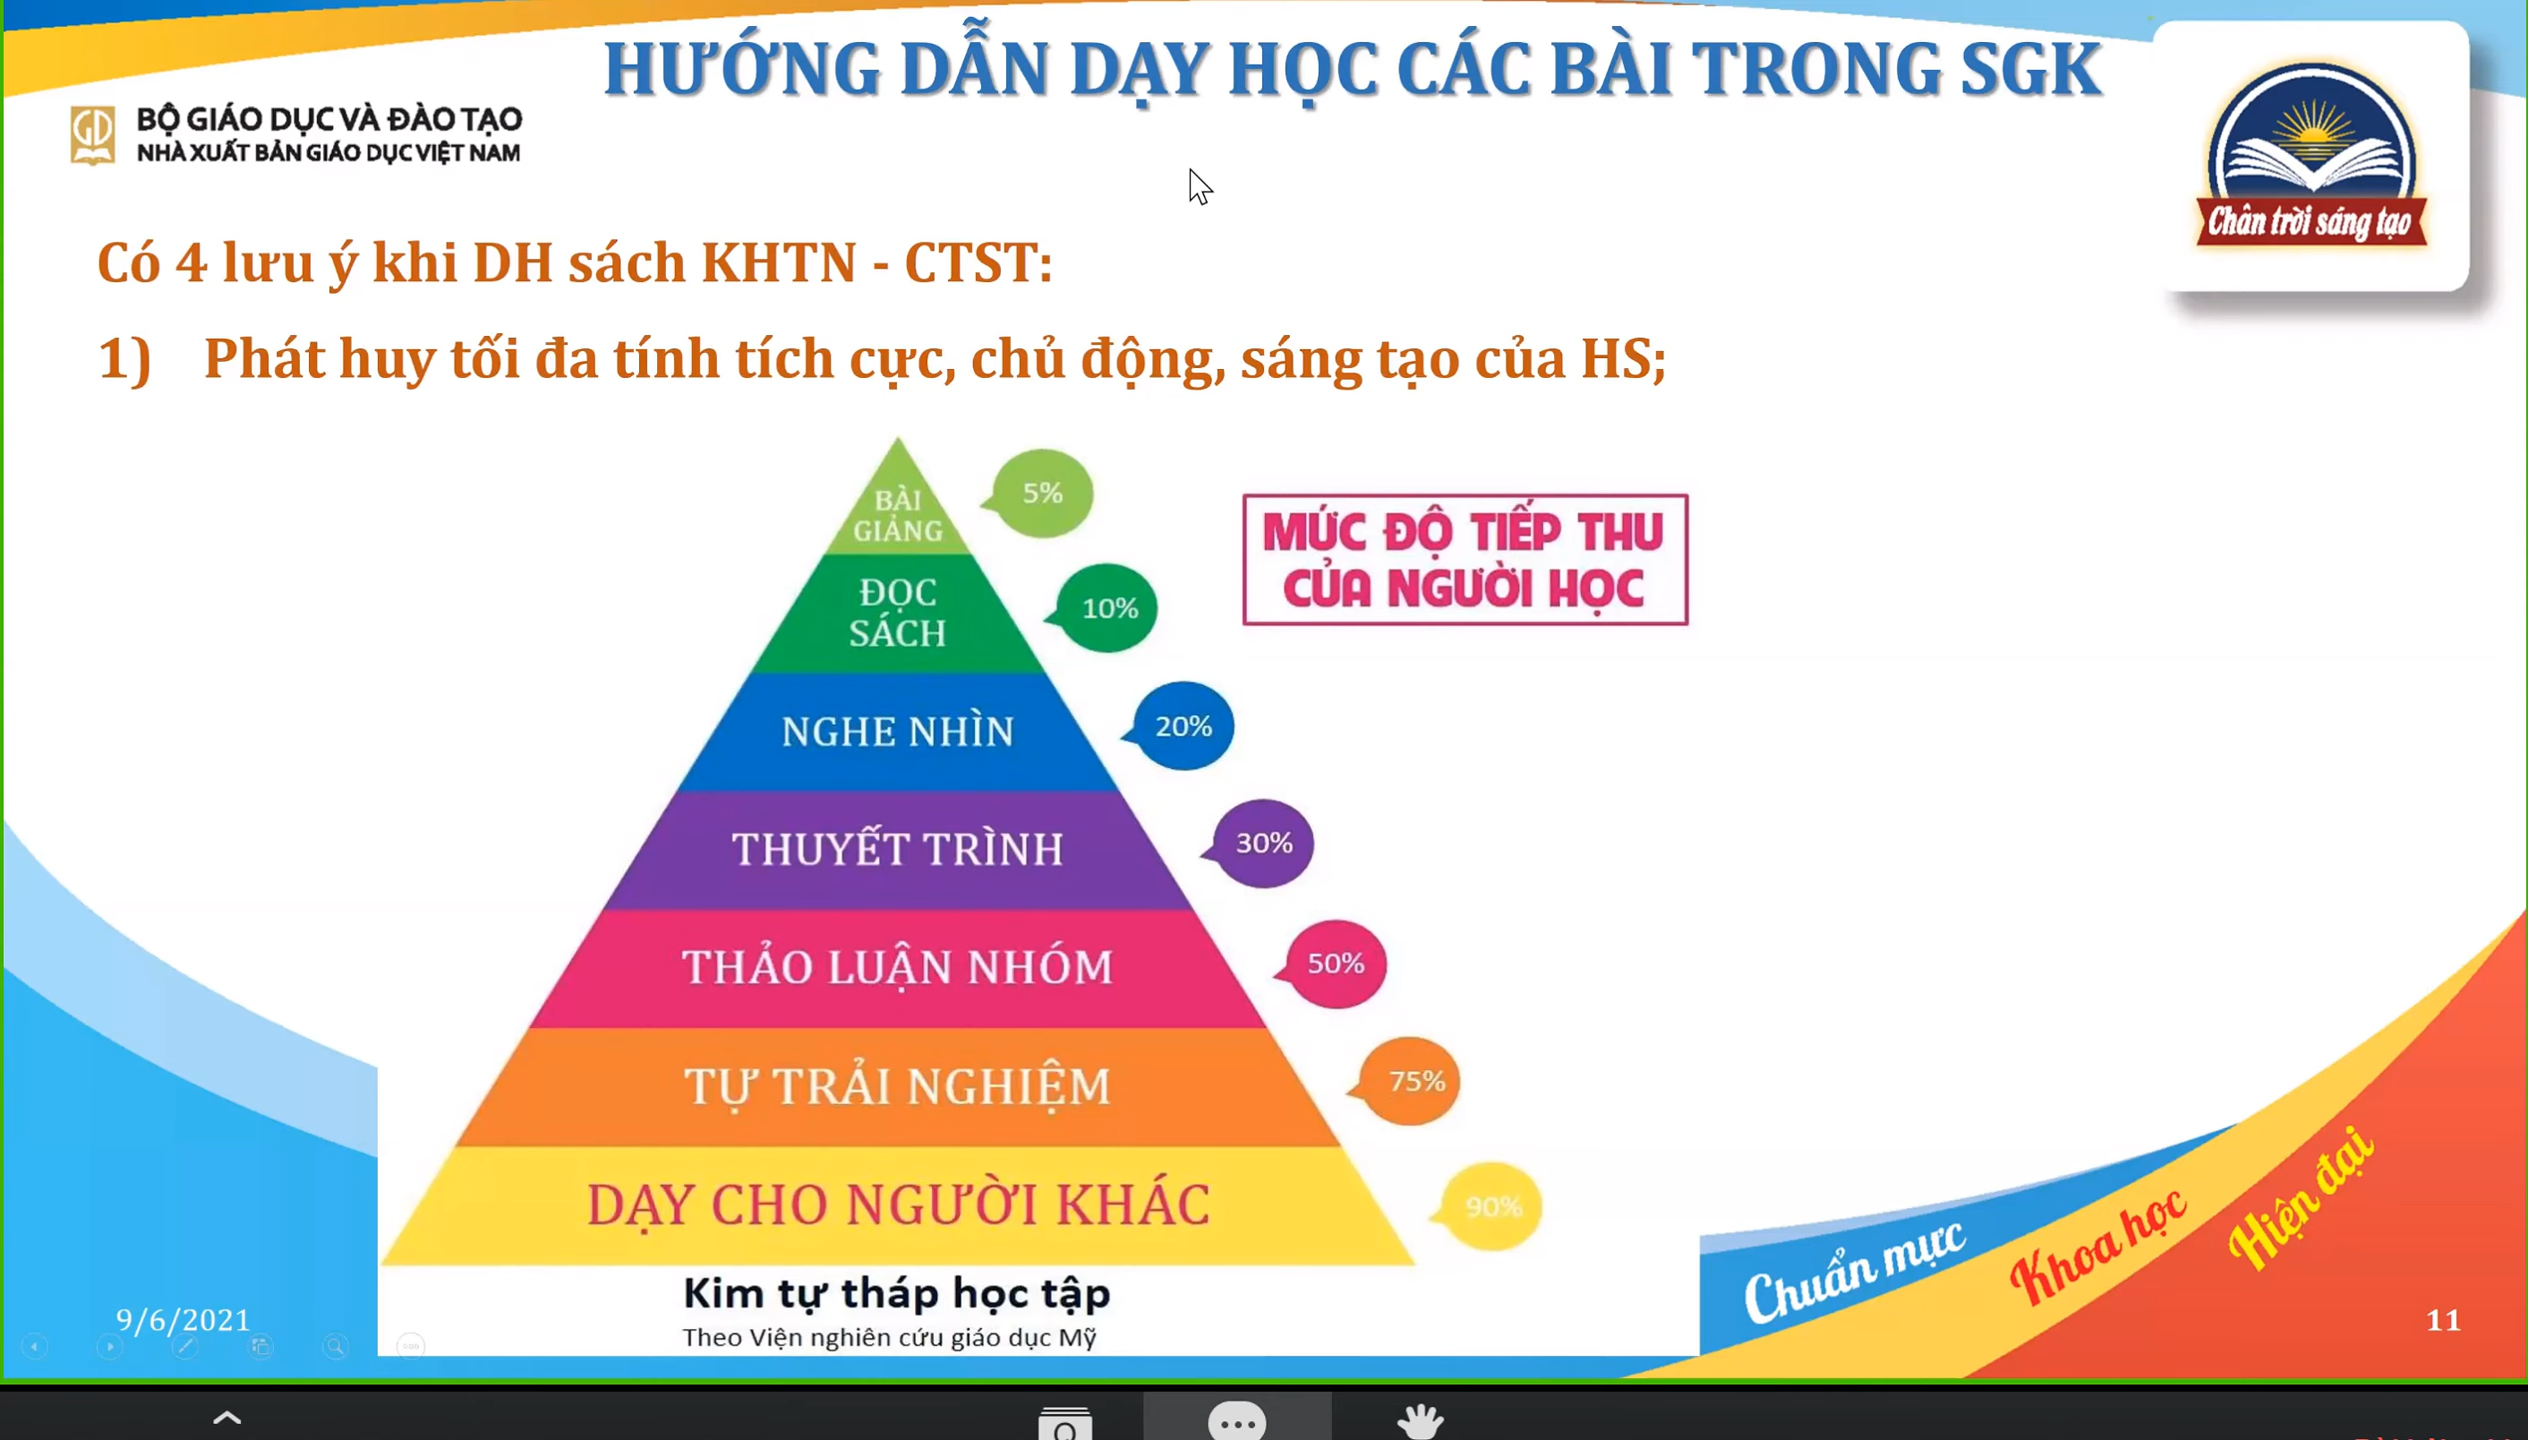 HƯỚNG DẪN DẠY HỌC CÁC BÀI TRONG SGK
BỘ GIÁO DỤC VÀ ĐÀO TẠO
NHÀ XUẤT BẢN GIÁO DỤC VIỆT NAM
Chân trời sáng tạo
Có 4 lưu ý khi DH sách KHTN - CTST:
1) Phát huy tối đa tính tích cực, chủ động, sáng tạo của HS;
MỨC ĐỘ TIẾP THU
CỦA NGƯỜI HỌC
BÀI
GIẢNG
5%
ĐỌC
SÁCH
10%
NGHE NHÌN
20%
THUYẾT TRÌNH
30%
THẢO LUẬN NHÓM
50%
TỰ TRẢI NGHIỆM
75%
DẠY CHO NGƯỜI KHÁC
90%
Kim tự tháp học tập
Theo Viện nghiên cứu giáo dục Mỹ
Chuẩn mực
Khoa học
Hiện đại
9/6/2021
11